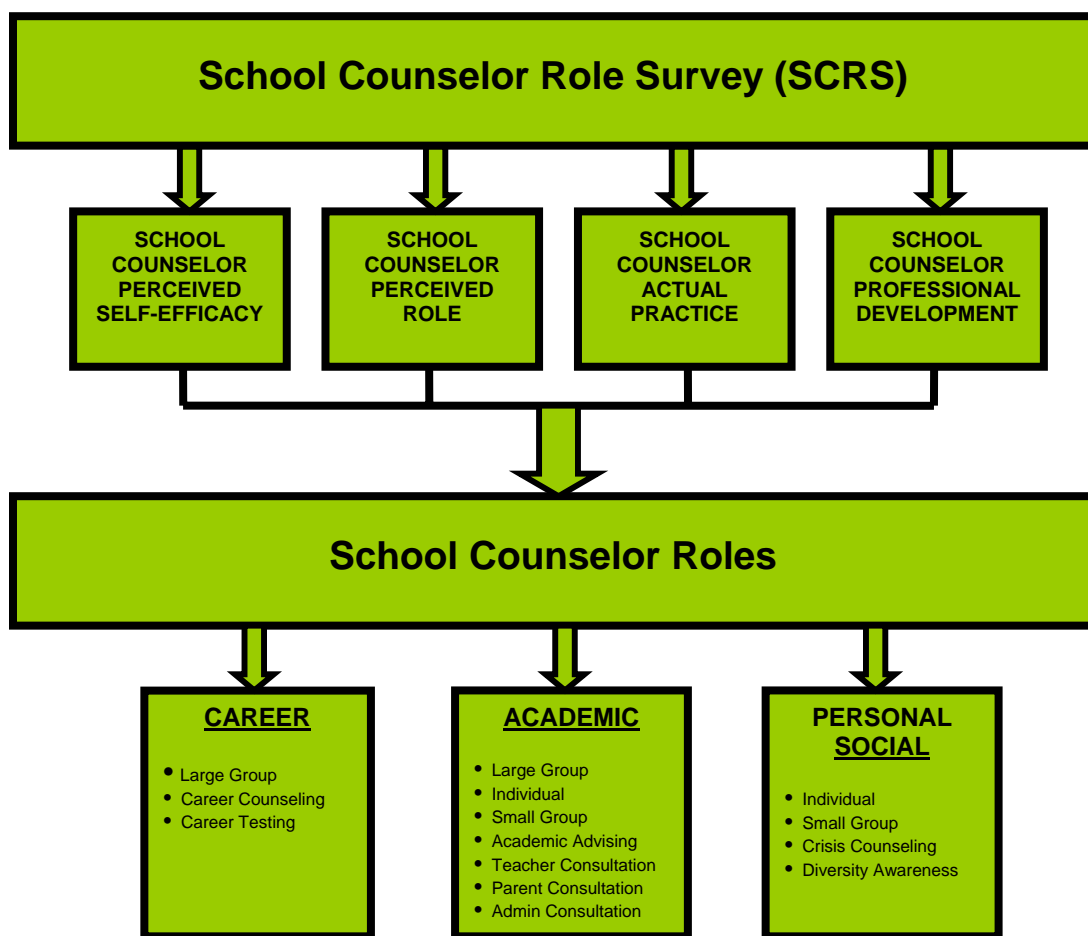 School Counselor Role Survey (SCRS)
SCHOOL
COUNSELOR
PERCEIVED
SELF-EFFICACY
SCHOOL
COUNSELOR
PERCEIVED
ROLE
SCHOOL
COUNSELOR
ACTUAL
PRACTICE
SCHOOL
COUNSELOR
PROFESSIONAL
DEVELOPMENT
School Counselor Roles
CAREER
• Large Group
• Career Counseling
• Career Testing
ACADEMIC
• Large Group
• Individual
• Small Group
• Academic Advising
• Teacher Consultation
• Parent Consultation
• Admin Consultation
PERSONAL
SOCIAL
• Individual
• Small Group
• Crisis Counseling
• Diversity Awareness